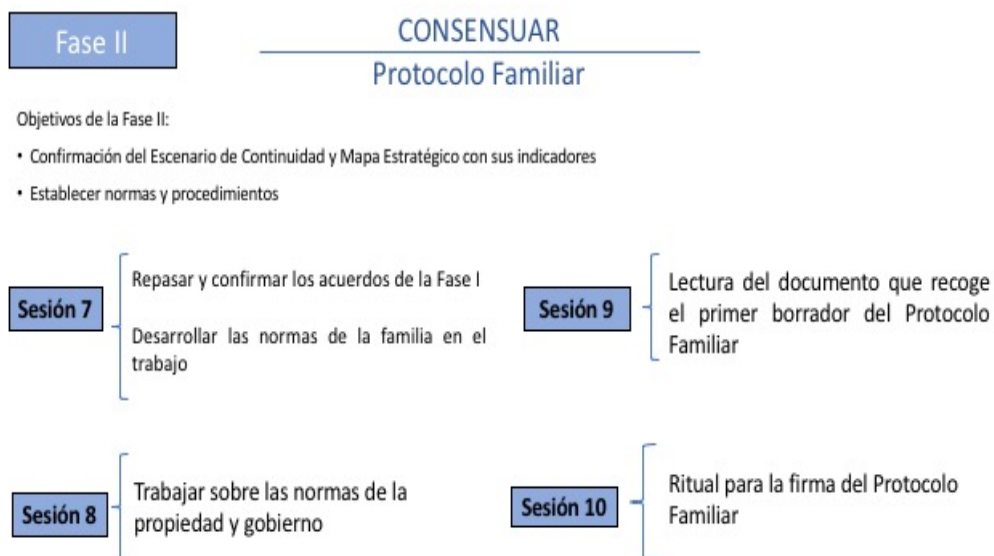 Fase II
CONSENSUAR
Protocolo Familiar
Objetivos de la Fase II:
• Confirmación del Escenario de Continuidad y Mapa Estratégico con sus indicadores
• Establecer normas y procedimientos
Sesión 7
Repasar y confirmar los acuerdos de la Fase I
Desarrollar las normas de la familia en el
trabajo
Sesión 8
Trabajar sobre las normas de la
propiedad y gobierno
Sesión 9
Lectura del documento que recoge
el primer borrador del Protocolo
Familiar
Sesión 10
Ritual para la firma del Protocolo
Familiar